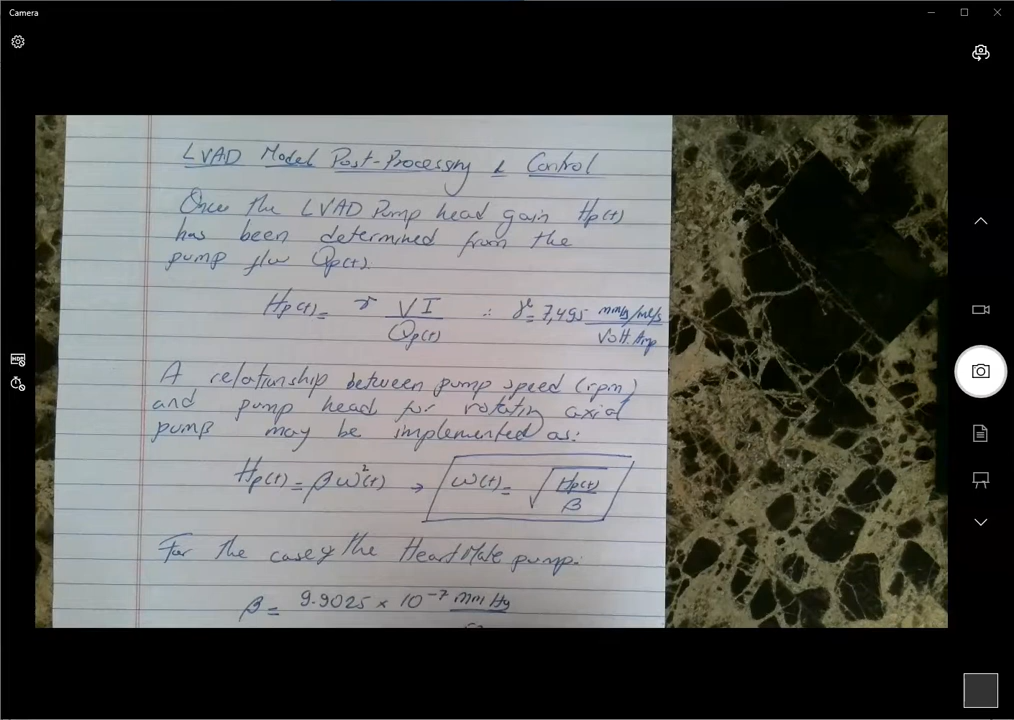 Camera
LVAD Model Post-Processing & Control
Once the LVAD Pump head gain Hp(t)
has been determined from the
pump flow Qp(t).
Hp(t) = γ VI / Qp(t) ∴ γ = 7,495 mmHg/ml/s / Volt.Amp
A relationship between pump speed (rpm)
and pump head for rotating axial
pump may be implemented as:
Hp(t) = βω²(t) → ω(t) = √(Hp(t)/β)
For the case of the HeartMate pump:
β = 9.9025 × 10⁻⁷ mmHg